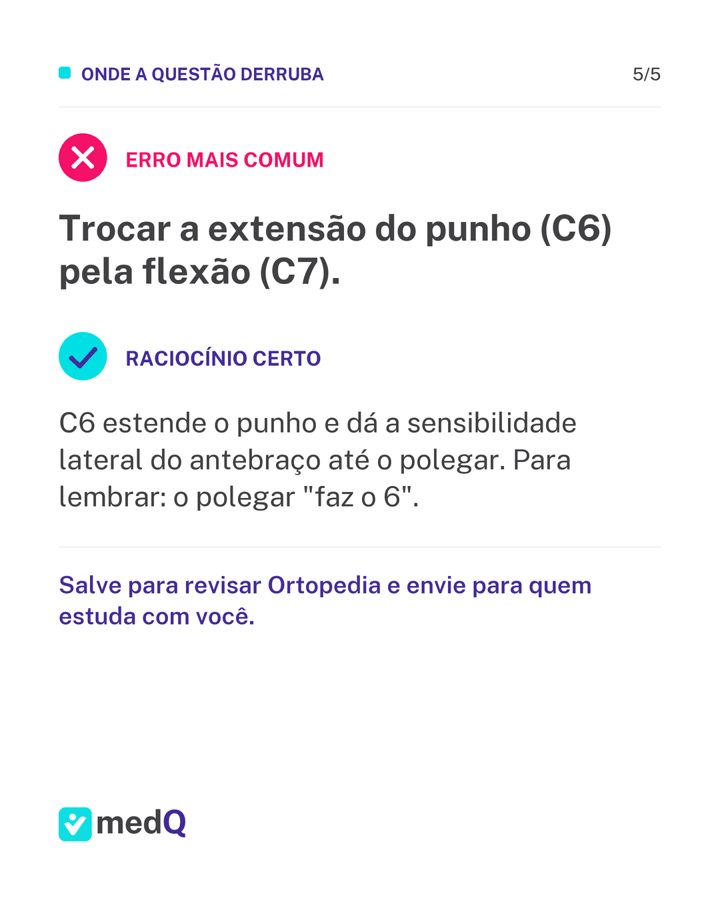 ONDE A QUESTÃO DERRUBA
5/5
ERRO MAIS COMUM
Trocar a extensão do punho (C6)
pela flexão (C7).
RACIOCÍNIO CERTO
C6 estende o punho e dá a sensibilidade
lateral do antebraço até o polegar. Para
lembrar: o polegar "faz o 6".
Salve para revisar Ortopedia e envie para quem
estuda com você.
medQ